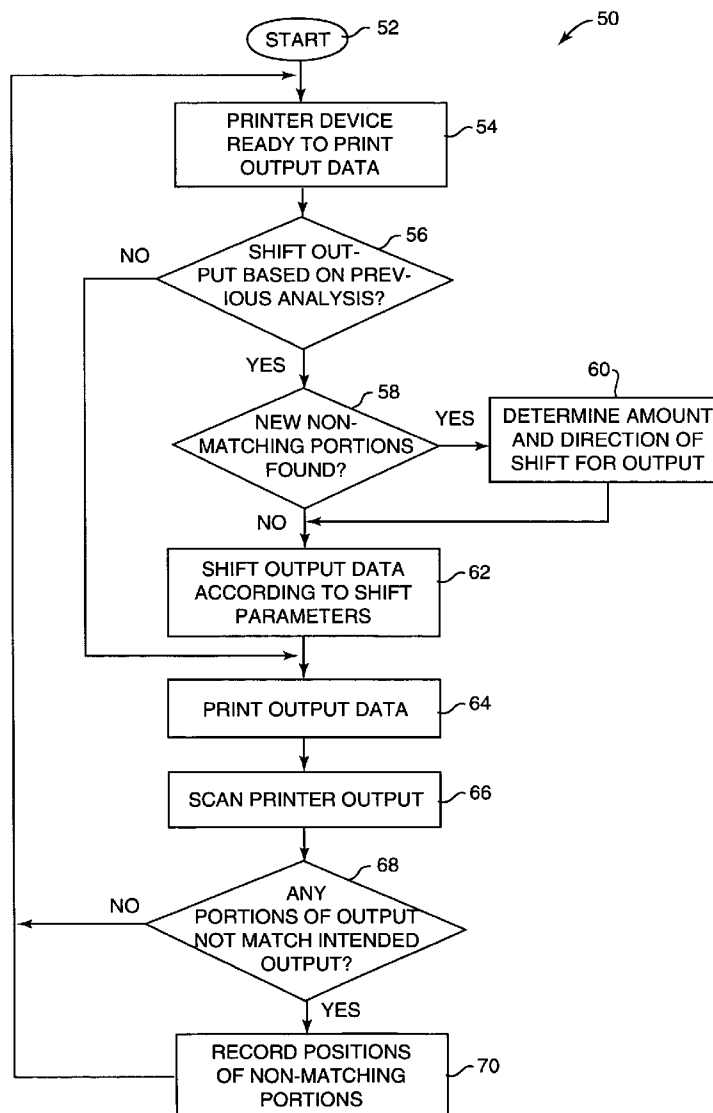 START
52
50
PRINTER DEVICE
READY TO PRINT
OUTPUT DATA
54
NO
56
SHIFT OUT-
PUT BASED ON PREV-
IOUS ANALYSIS?
YES
58
NEW NON-
MATCHING PORTIONS
FOUND?
YES
60
DETERMINE AMOUNT
AND DIRECTION OF
SHIFT FOR OUTPUT
NO
SHIFT OUTPUT DATA
ACCORDING TO SHIFT
PARAMETERS
62
PRINT OUTPUT DATA
64
SCAN PRINTER OUTPUT
66
68
NO
ANY
PORTIONS OF OUTPUT
NOT MATCH INTENDED
OUTPUT?
YES
RECORD POSITIONS
OF NON-MATCHING
PORTIONS
70